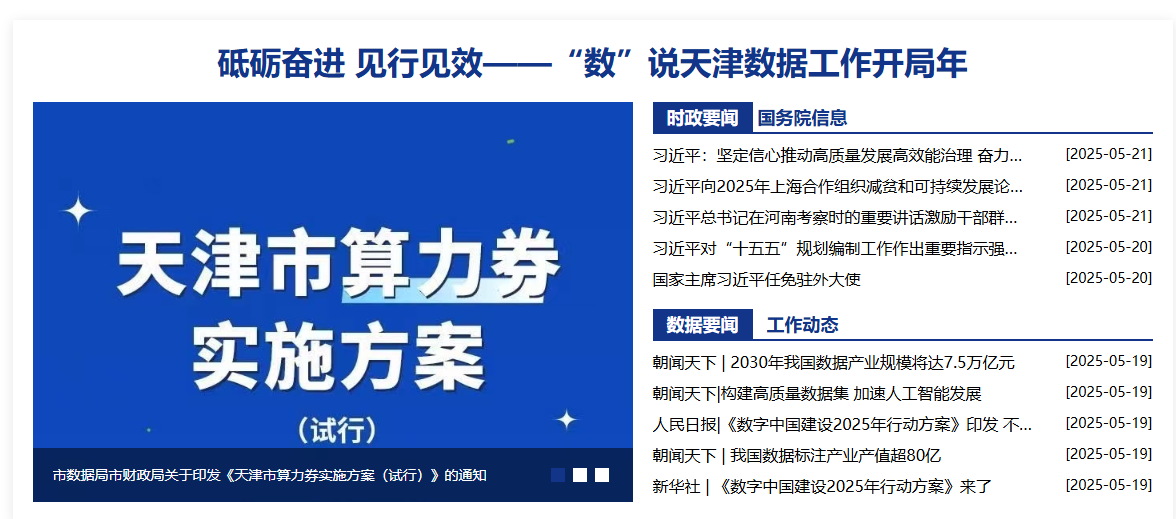 砥砺奋进 见行见效——“数”说天津数据工作开局年
天津市算力券
实施方案
（试行）
市数据局市财政局关于印发《天津市算力券实施方案（试行）》的通知
时政要闻 国务院信息
习近平：坚定信心推动高质量发展高效能治理 奋力... [2025-05-21]
习近平向2025年上海合作组织减贫和可持续发展论... [2025-05-21]
习近平总书记在河南考察时的重要讲话激励干部群... [2025-05-21]
习近平对“十五五”规划编制工作作出重要指示强... [2025-05-20]
国家主席习近平任免驻外大使 [2025-05-20]
数据要闻 工作动态
朝闻天下 | 2030年我国数据产业规模将达7.5万亿元 [2025-05-19]
朝闻天下|构建高质量数据集 加速人工智能发展 [2025-05-19]
人民日报|《数字中国建设2025年行动方案》印发 不... [2025-05-19]
朝闻天下 | 我国数据标注产业产值超80亿 [2025-05-19]
新华社 | 《数字中国建设2025年行动方案》来了 [2025-05-19]